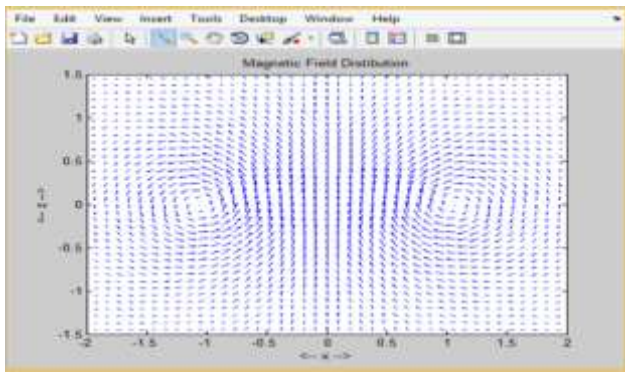 File Edit View Insert Tools Desktop Window Help
Magnetic Field Distibution
1.5
1
0.5
0
-0.5
-1
-1.5
<-- z -->
-2 -1.5 -1 -0.5 0 0.5 1 1.5 2
<-- x -->